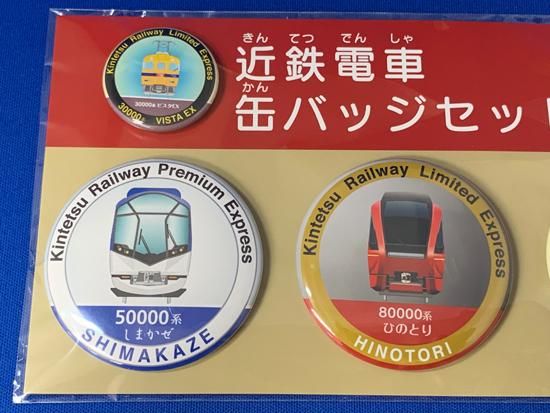 Kintetsu Railway Limited Express
30000系 ビスタEX
30000系 VISTA EX
きん てつ でん しゃ
近鉄電車
かん
缶バッジセット
Kintetsu Railway Premium Express
50000系
しまかぜ
SHIMAKAZE
Kintetsu Railway Limited Express
80000系
ひのとり
HINOTORI